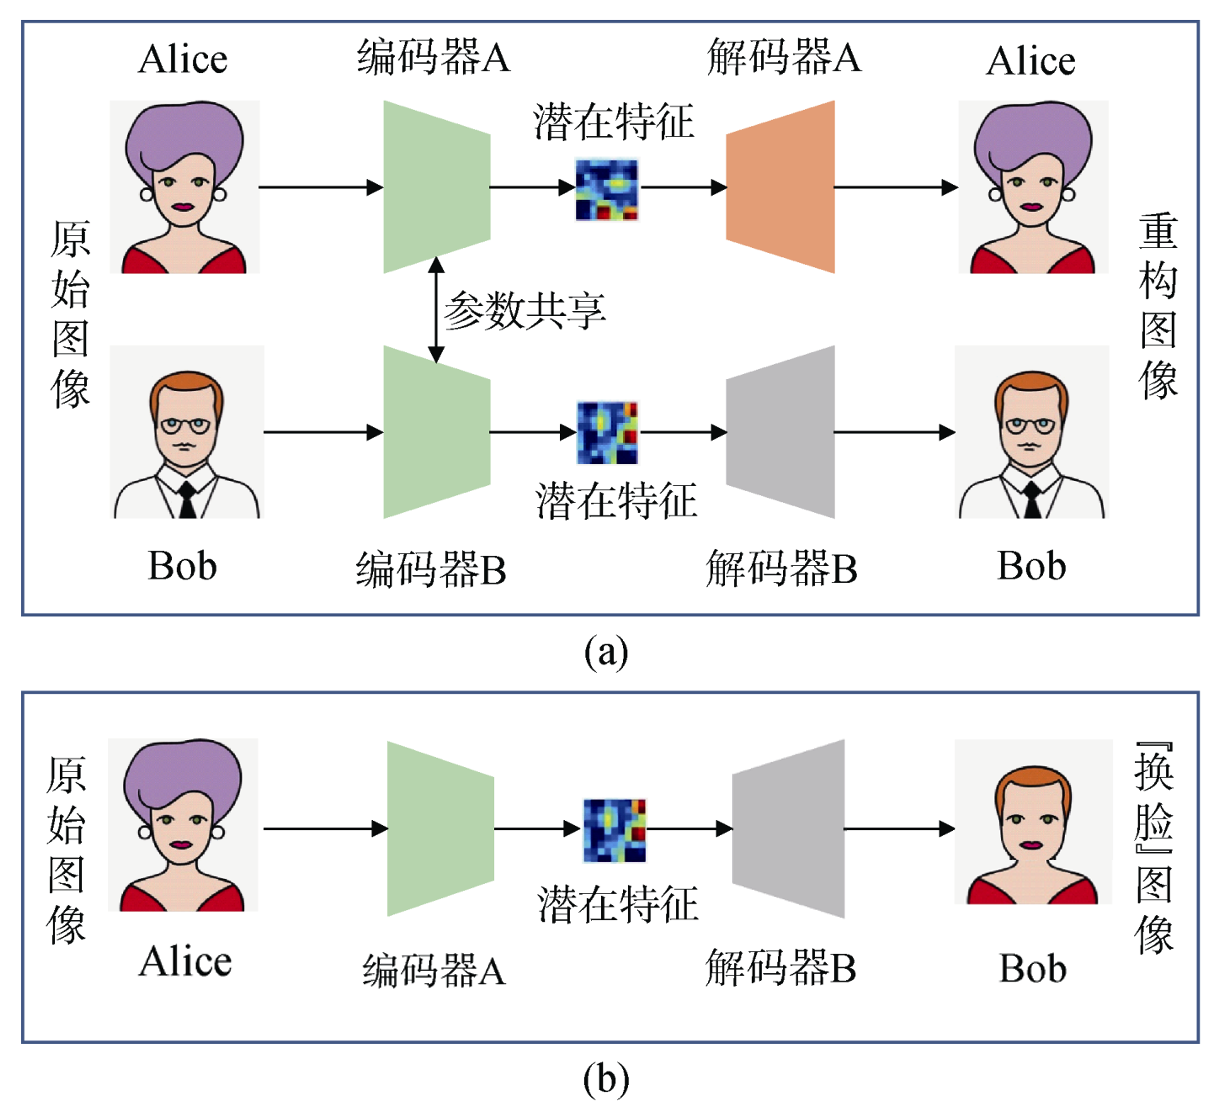 Alice
编码器A
解码器A
Alice
潜在特征
原始图像
重构图像
参数共享
潜在特征
Bob
编码器B
解码器B
Bob
(a)
原始图像
『换脸』图像
潜在特征
Alice
编码器A
解码器B
Bob
(b)